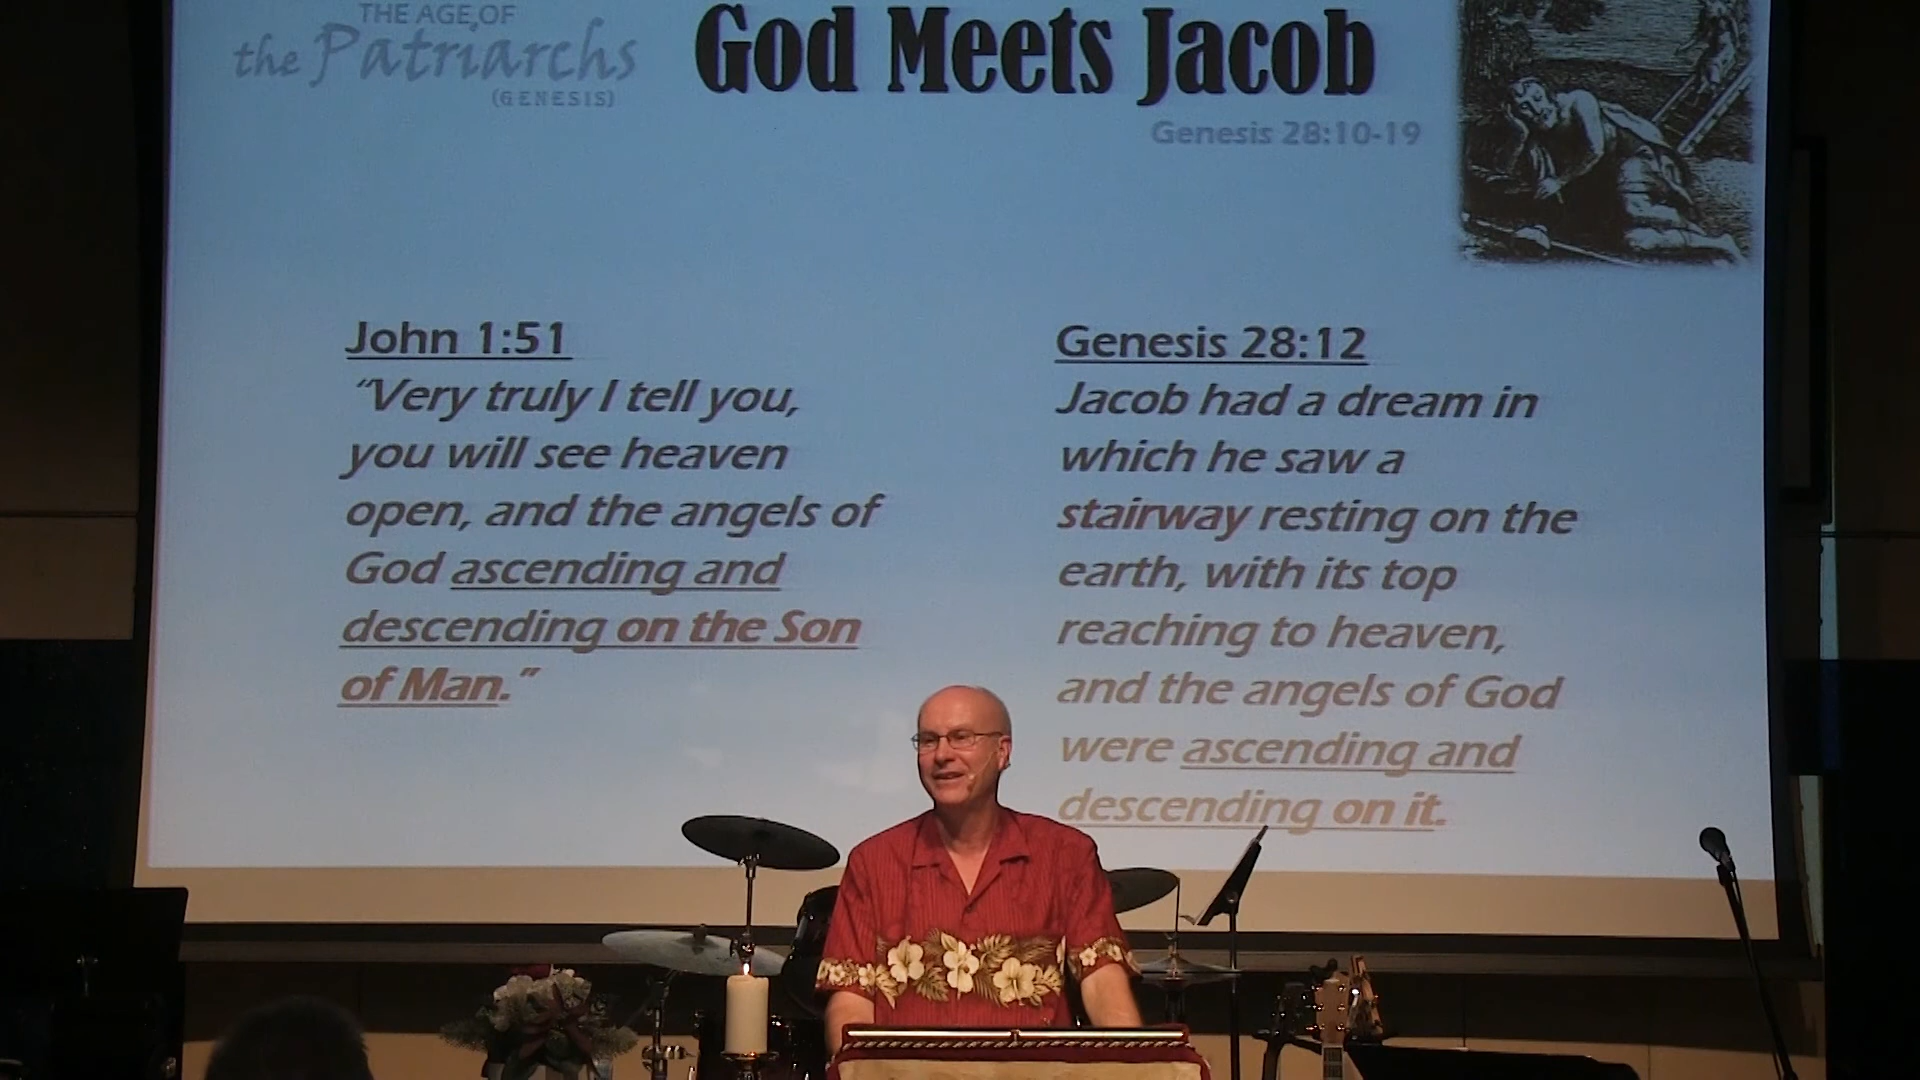 THE AGE OF
the Patriarchs
(GENESIS)
God Meets Jacob
Genesis 28:10-19
John 1:51
“Very truly I tell you,
you will see heaven
open, and the angels of
God ascending and
descending on the Son
of Man.”
Genesis 28:12
Jacob had a dream in
which he saw a
stairway resting on the
earth, with its top
reaching to heaven,
and the angels of God
were ascending and
descending on it.